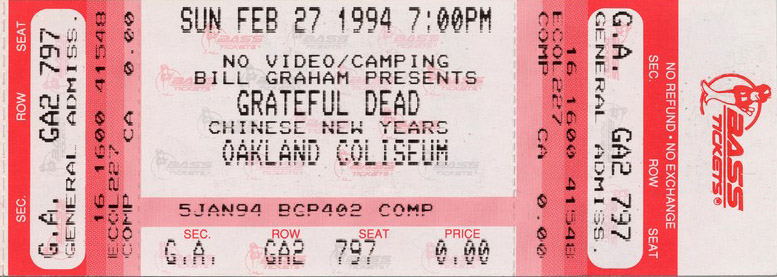 SEAT
ROW
SEC.
797
GA2
G.A.
GENERAL ADMISS.
16 1600 41548
ECOL227 CA
COMP 0.00
SUN FEB 27 1994 7:00PM
NO VIDEO/CAMPING
BILL GRAHAM PRESENTS
GRATEFUL DEAD
CHINESE NEW YEARS
OAKLAND COLISEUM
5JAN94 BCP402 COMP
SEC. ROW SEAT PRICE
G.A. GA2 797 0.00
16 1600 41548
ECOL227 CA
COMP 0.00
G.A. GA2 797
GENERAL ADMISS.
SEC. ROW SEAT
NO REFUND • NO EXCHANGE
BASS
TICKETS®